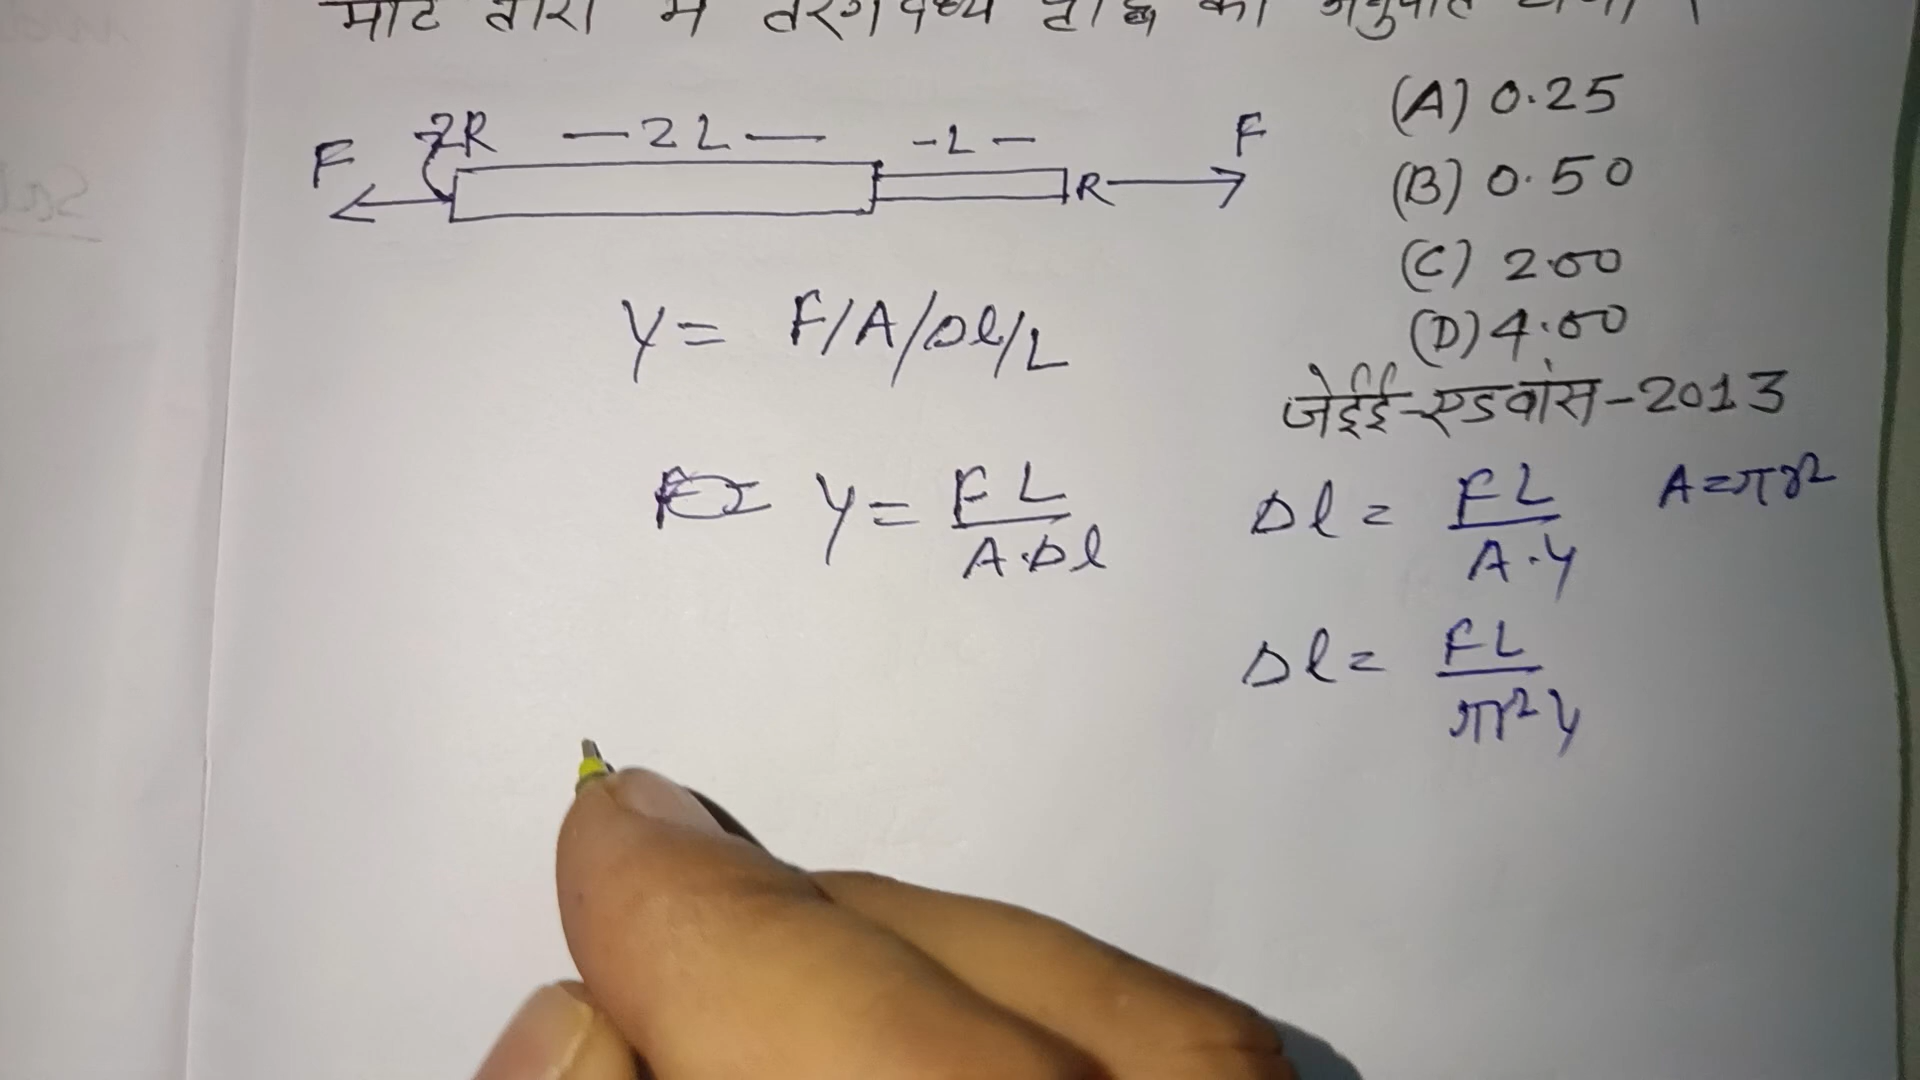 मोटे तारों में का
F 2R — 2L — - L - F
R
(A) 0.25
(B) 0.50
(C) 2.00
(D) 4.00
जेईई-एडवांस-2013
Y = F/A/Δl/L
Y = FL / A.Δl
Δl = FL / A.Y A=πr²
Δl = FL / πr²Y